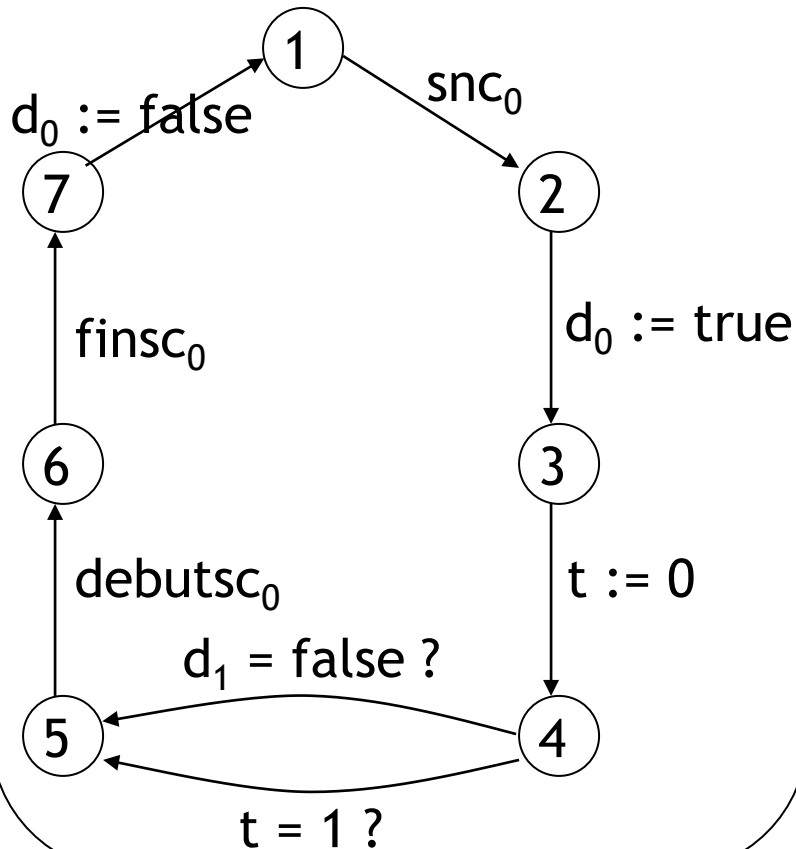 1
snc₀
d₀ := false
7
2
d₀ := true
finsc₀
6
3
debutsc₀
t := 0
d₁ = false ?
5
4
t = 1 ?